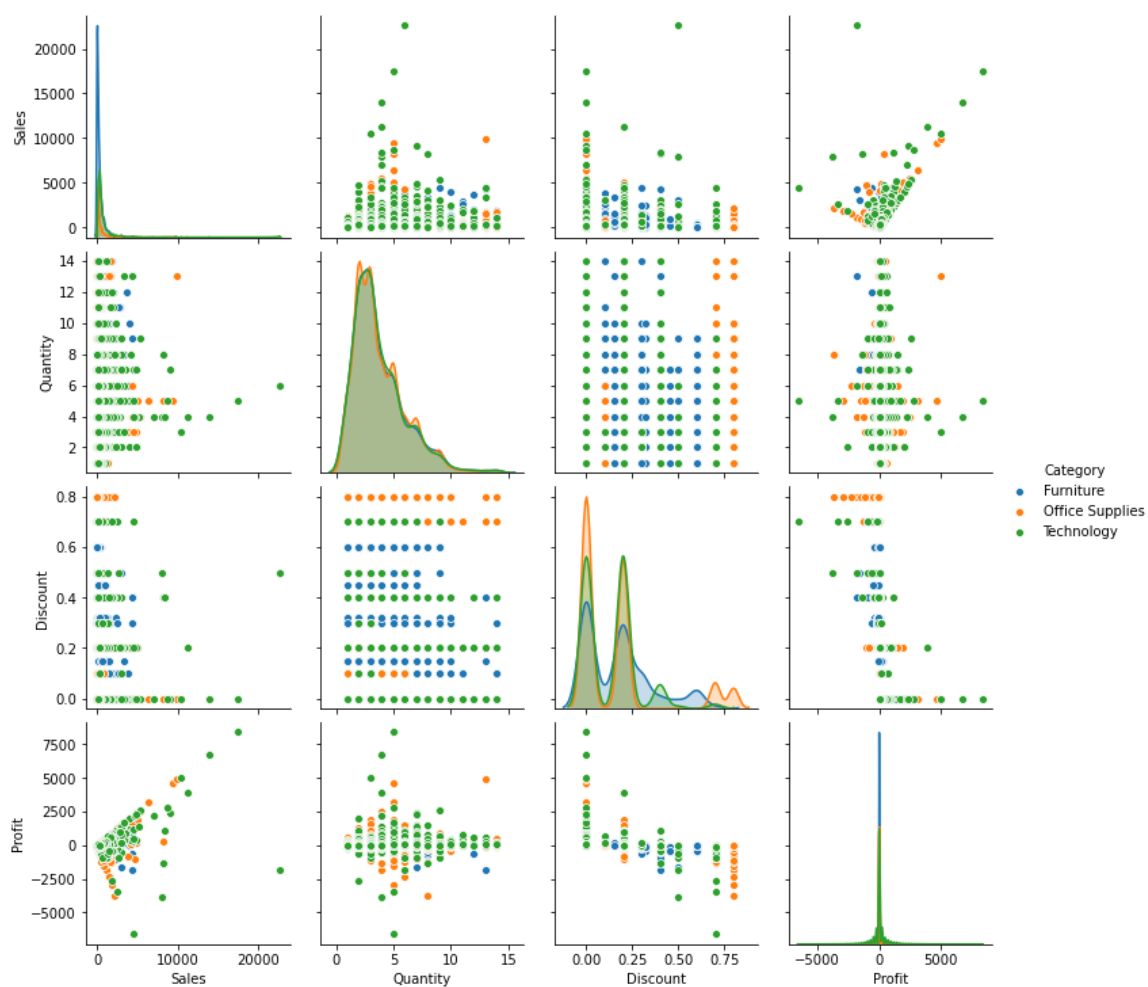 20000
15000
10000
5000
0
Sales
14
12
10
8
6
4
2
Quantity
Category
Furniture
Office Supplies
Technology
0.8
0.6
0.4
0.2
0.0
Discount
7500
5000
2500
0
−2500
−5000
Profit
0 10000 20000
Sales
0 5 10 15
Quantity
0.00 0.25 0.50 0.75
Discount
−5000 0 5000
Profit